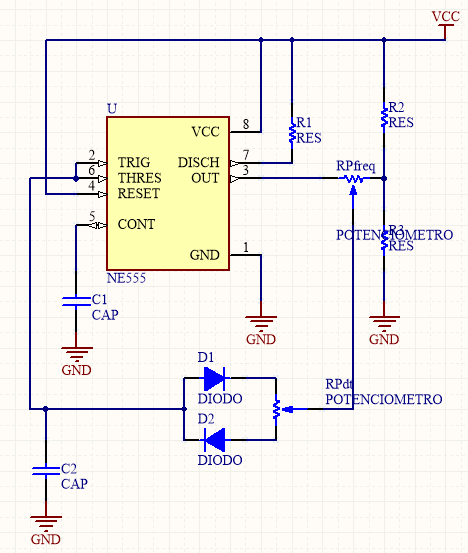 VCC
U
VCC
8
R1
RES
R2
RES
2
TRIG
DISCH
7
RPfreq
6
THRES
OUT
3
4
RESET
5
CONT
R3
RES
POTENCIOMETRO
GND
1
NE555
C1
CAP
GND
GND
GND
D1
DIODO
RPdt
POTENCIOMETRO
D2
DIODO
C2
CAP
GND